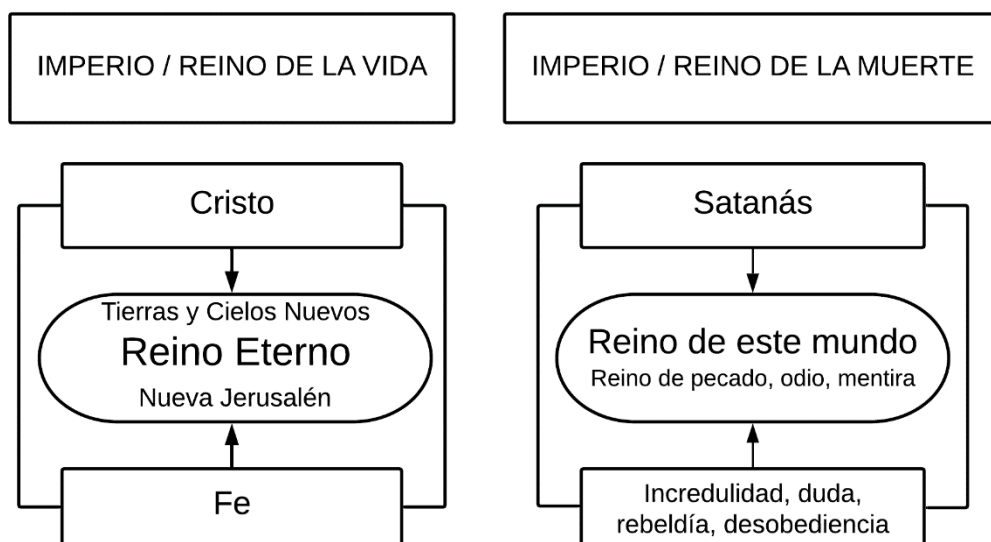 IMPERIO / REINO DE LA VIDA
IMPERIO / REINO DE LA MUERTE
Cristo
Tierras y Cielos Nuevos
Reino Eterno
Nueva Jerusalén
Fe
Satanás
Reino de este mundo
Reino de pecado, odio, mentira
Incredulidad, duda,
rebeldía, desobediencia